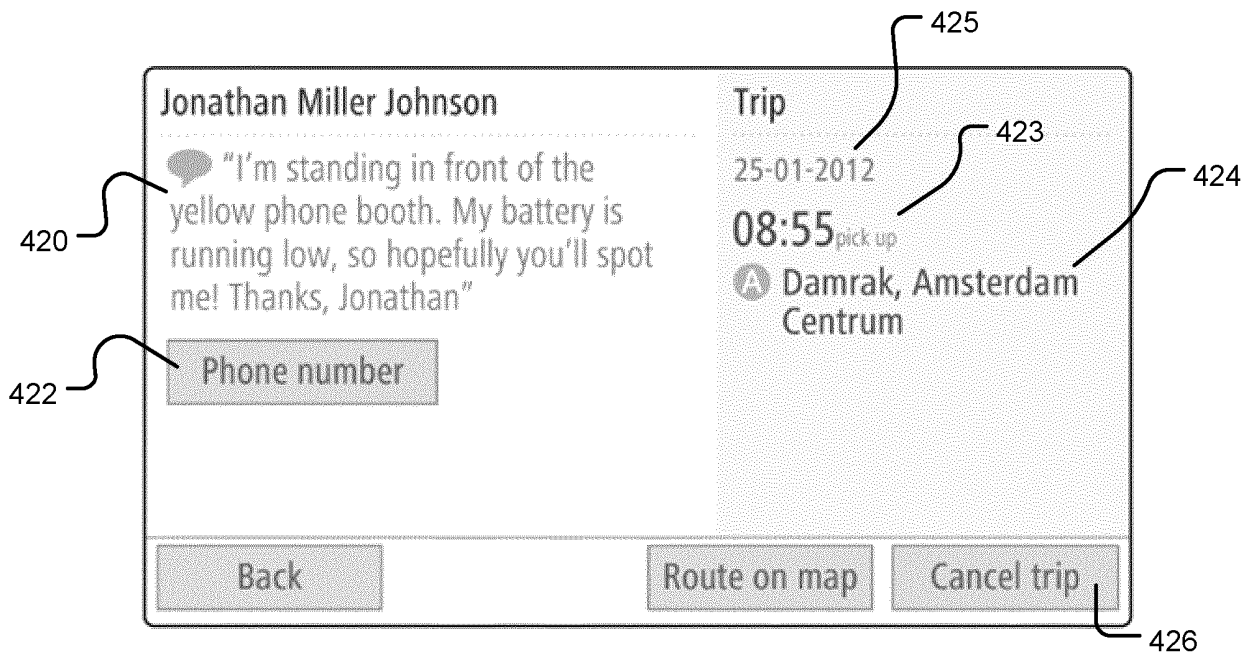 425
Jonathan Miller Johnson
Trip
423
"I'm standing in front of the
yellow phone booth. My battery is
running low, so hopefully you'll spot
me! Thanks, Jonathan"
25-01-2012
424
420
08:55 pick up
A Damrak, Amsterdam
Centrum
Phone number
422
Back
Route on map
Cancel trip
426